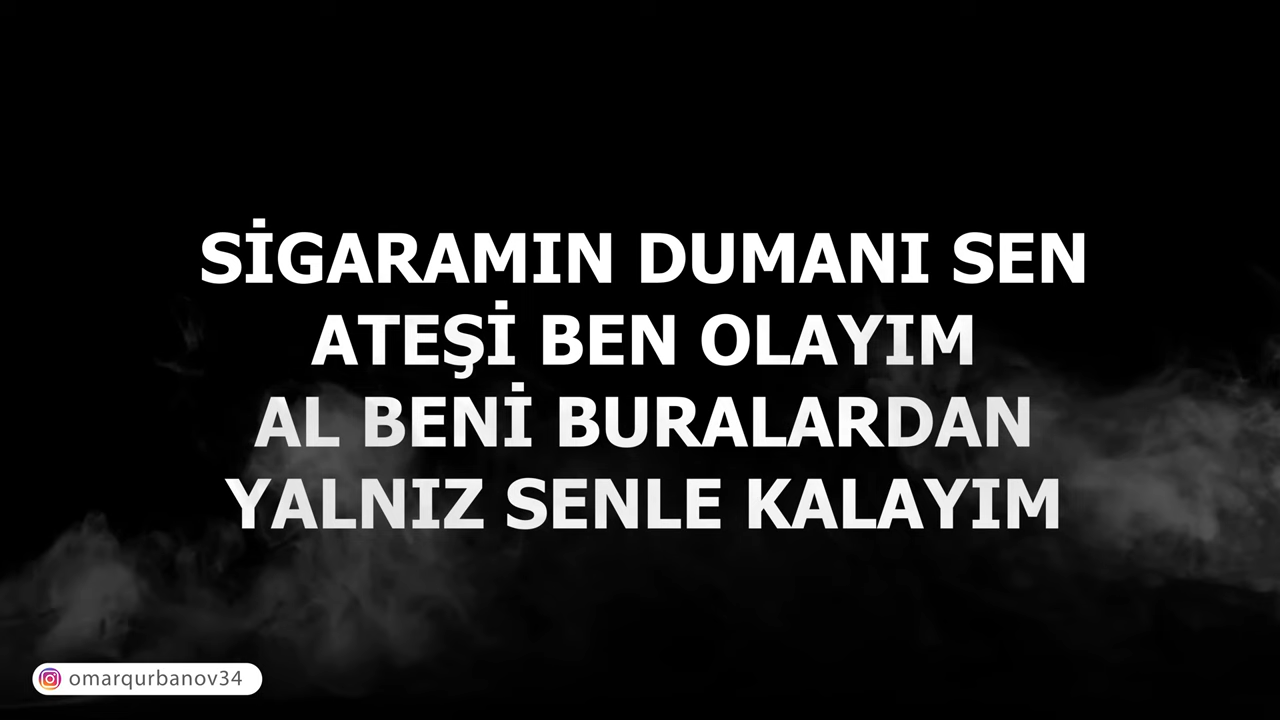 SİGARAMIN DUMANI SEN
ATEŞİ BEN OLAYIM
AL BENİ BURALARDAN
YALNIZ SENLE KALAYIM
omarqurbanov34